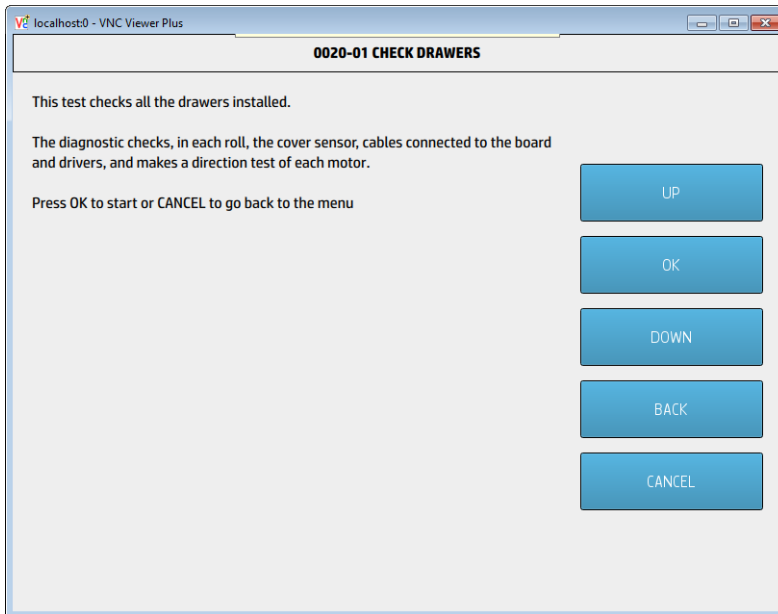 localhost:0 - VNC Viewer Plus
0020-01 CHECK DRAWERS
This test checks all the drawers installed.
The diagnostic checks, in each roll, the cover sensor, cables connected to the board
and drivers, and makes a direction test of each motor.
Press OK to start or CANCEL to go back to the menu
UP
OK
DOWN
BACK
CANCEL